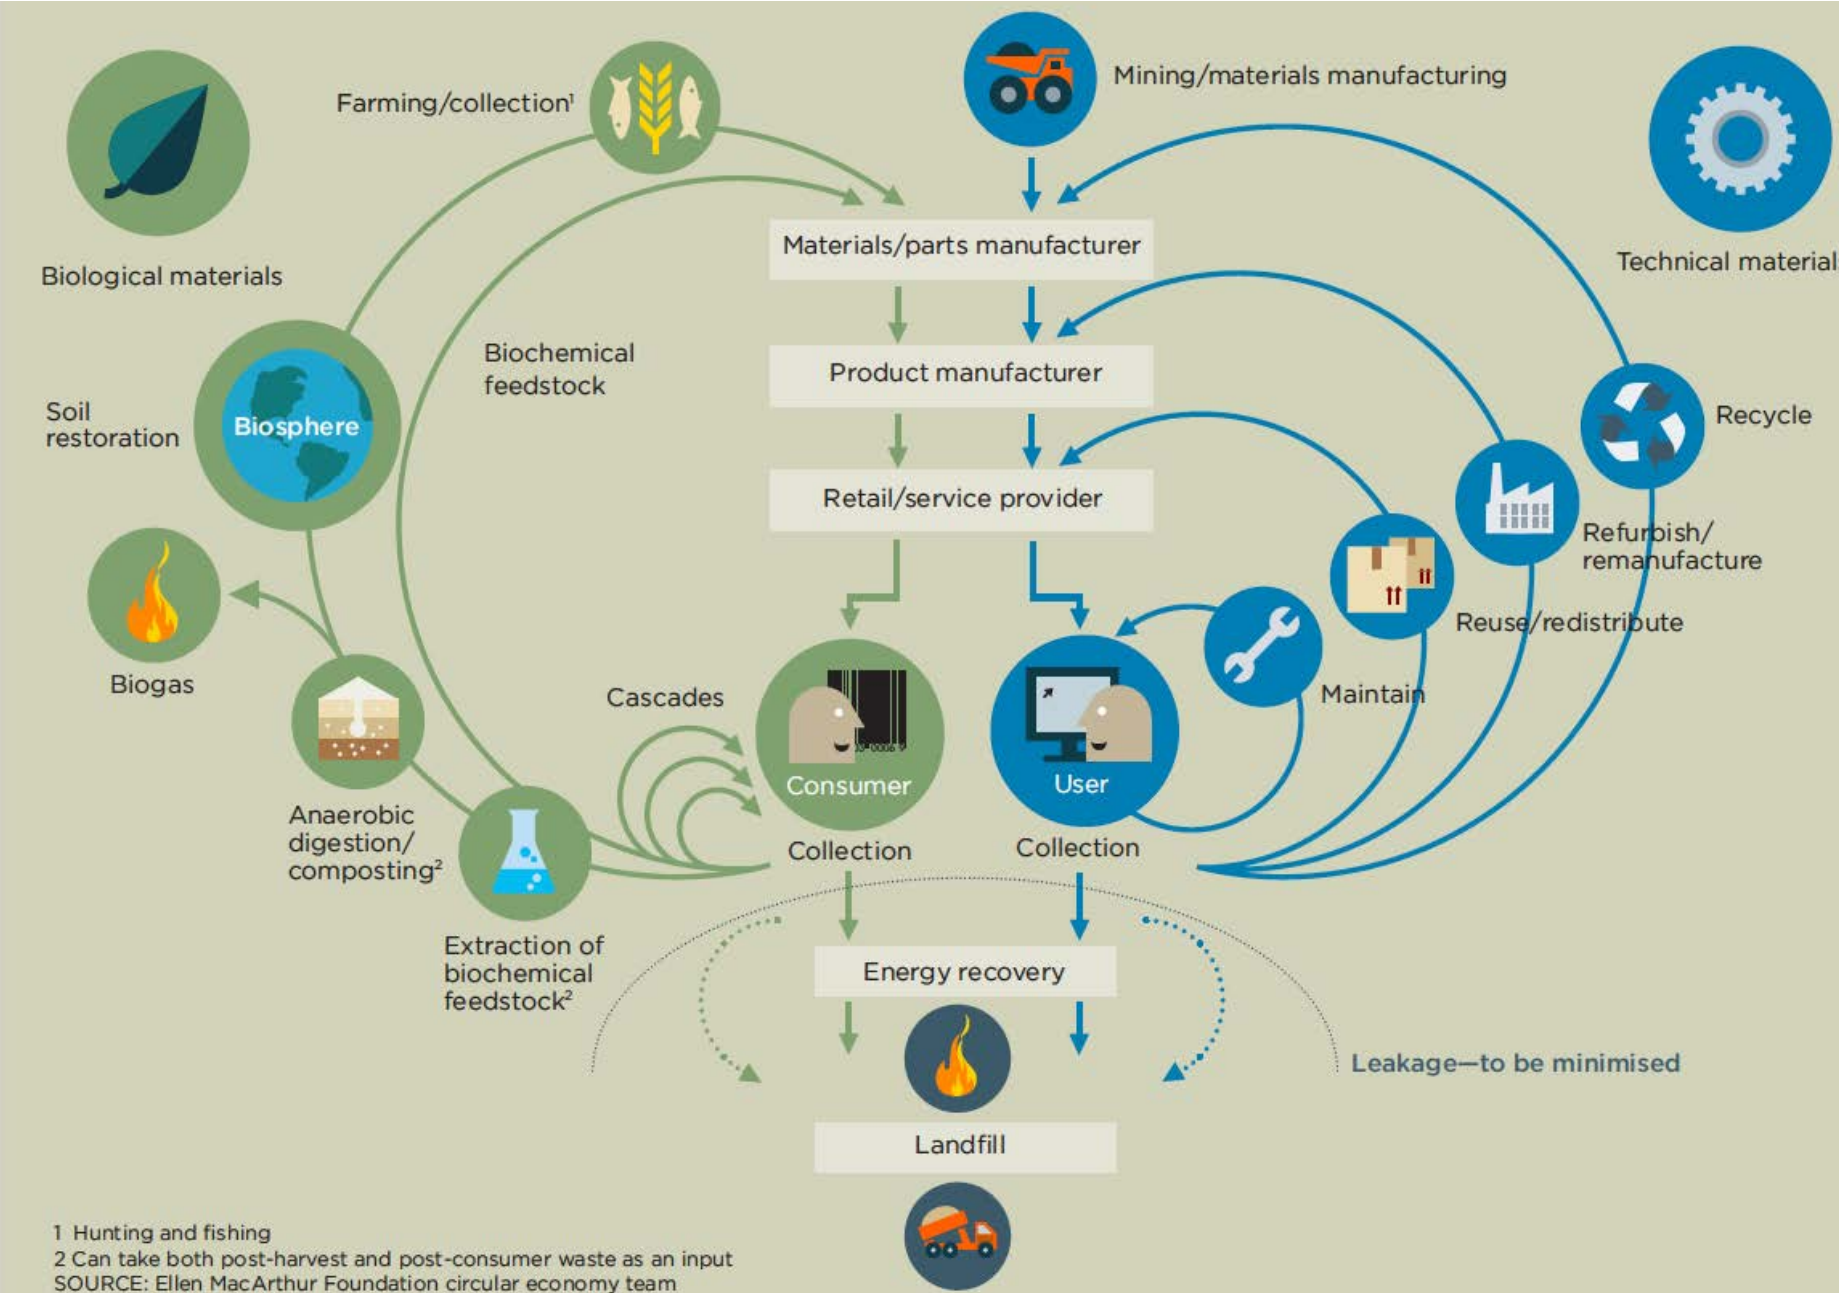 Mining/materials manufacturing
Farming/collection¹
Biological materials
Technical material
Materials/parts manufacturer
Biochemical
feedstock
Product manufacturer
Soil
restoration
Biosphere
Recycle
Retail/service provider
Refurbish/
remanufacture
Reuse/redistribute
Biogas
Cascades
Maintain
Consumer
User
Anaerobic
digestion/
composting²
Collection
Collection
Extraction of
biochemical
feedstock²
Energy recovery
Leakage—to be minimised
Landfill
1 Hunting and fishing
2 Can take both post-harvest and post-consumer waste as an input
SOURCE: Ellen MacArthur Foundation circular economy team